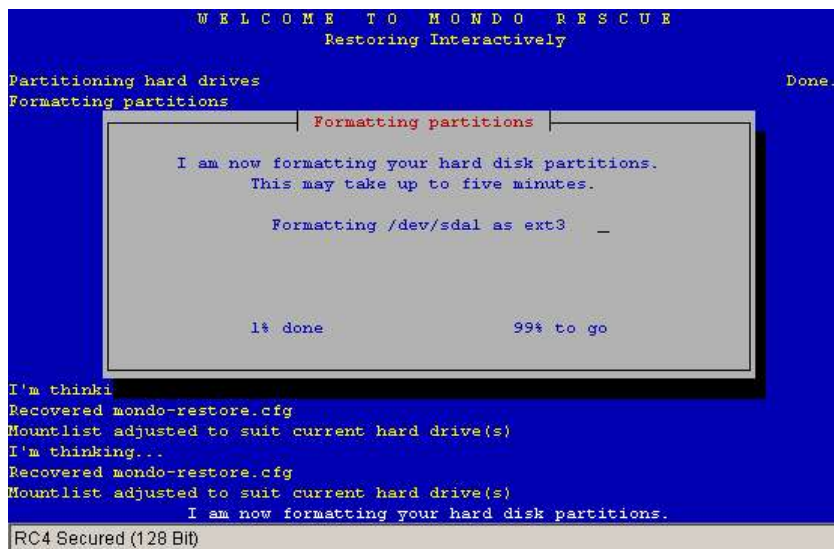 W E L C O M E T O M O N D O R E S C U E
Restoring Interactively
Partitioning hard drives Done.
Formatting partitions
Formatting partitions
I am now formatting your hard disk partitions.
This may take up to five minutes.
Formatting /dev/sda1 as ext3 _
1% done 99% to go
I'm thinki
Recovered mondo-restore.cfg
Mountlist adjusted to suit current hard drive(s)
I'm thinking...
Recovered mondo-restore.cfg
Mountlist adjusted to suit current hard drive(s)
I am now formatting your hard disk partitions.
RC4 Secured (128 Bit)